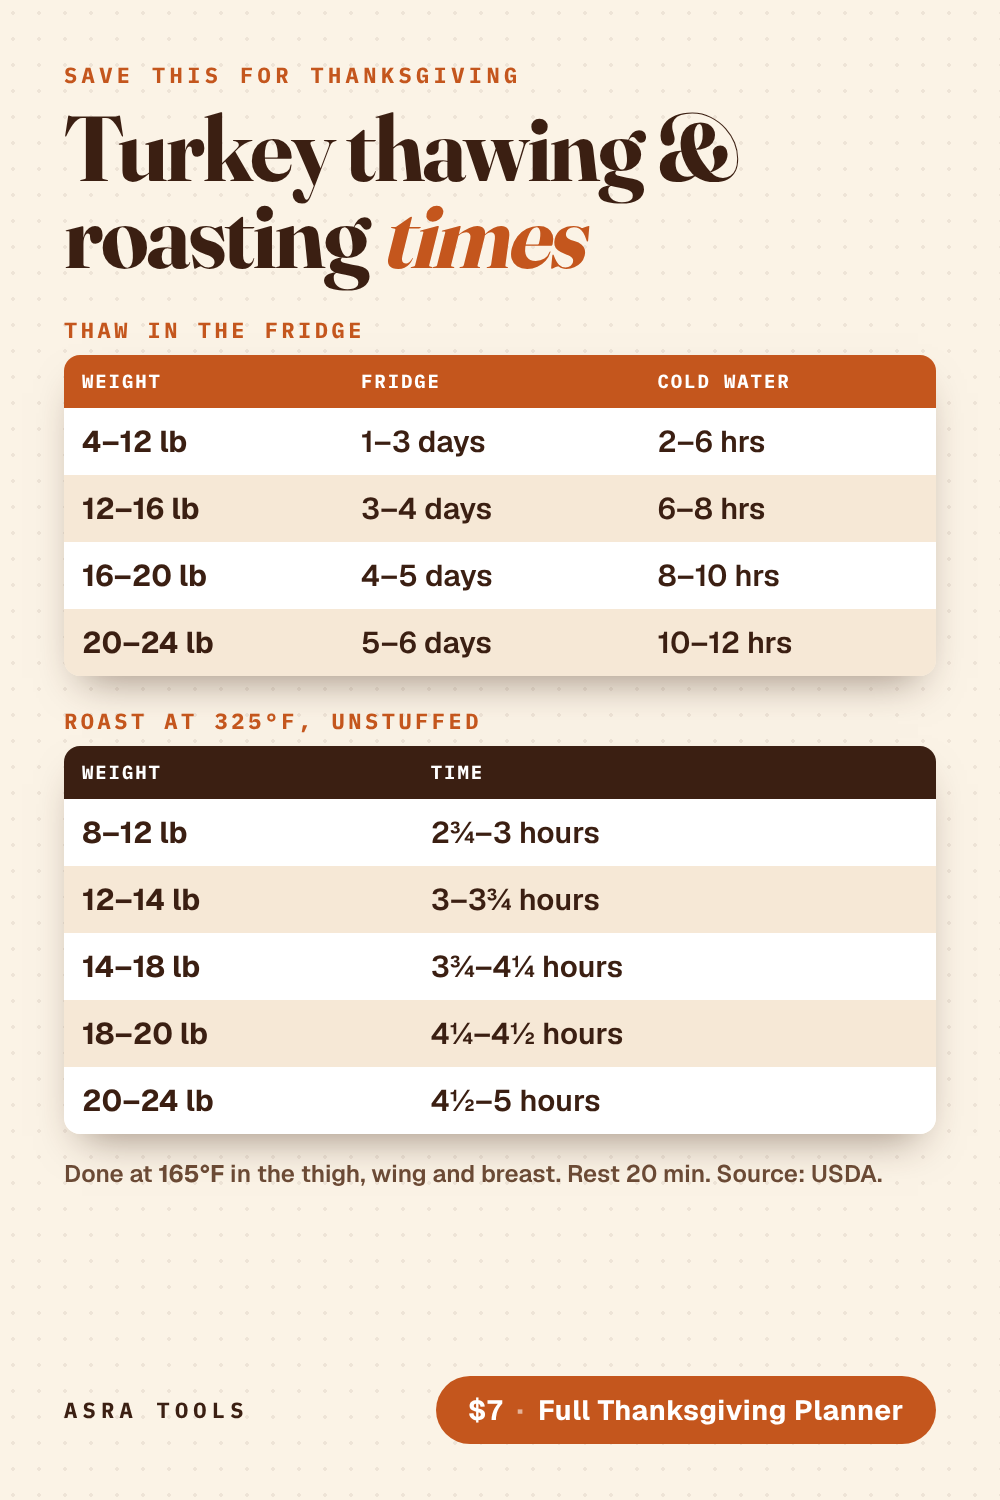 SAVE THIS FOR THANKSGIVING
Turkey thawing &
roasting times
THAW IN THE FRIDGE
WEIGHT FRIDGE COLD WATER
4–12 lb 1–3 days 2–6 hrs
12–16 lb 3–4 days 6–8 hrs
16–20 lb 4–5 days 8–10 hrs
20–24 lb 5–6 days 10–12 hrs
ROAST AT 325°F, UNSTUFFED
WEIGHT TIME
8–12 lb 2¾–3 hours
12–14 lb 3–3¾ hours
14–18 lb 3¾–4¼ hours
18–20 lb 4¼–4½ hours
20–24 lb 4½–5 hours
Done at 165°F in the thigh, wing and breast. Rest 20 min. Source: USDA.
ASRA TOOLS
$7 · Full Thanksgiving Planner